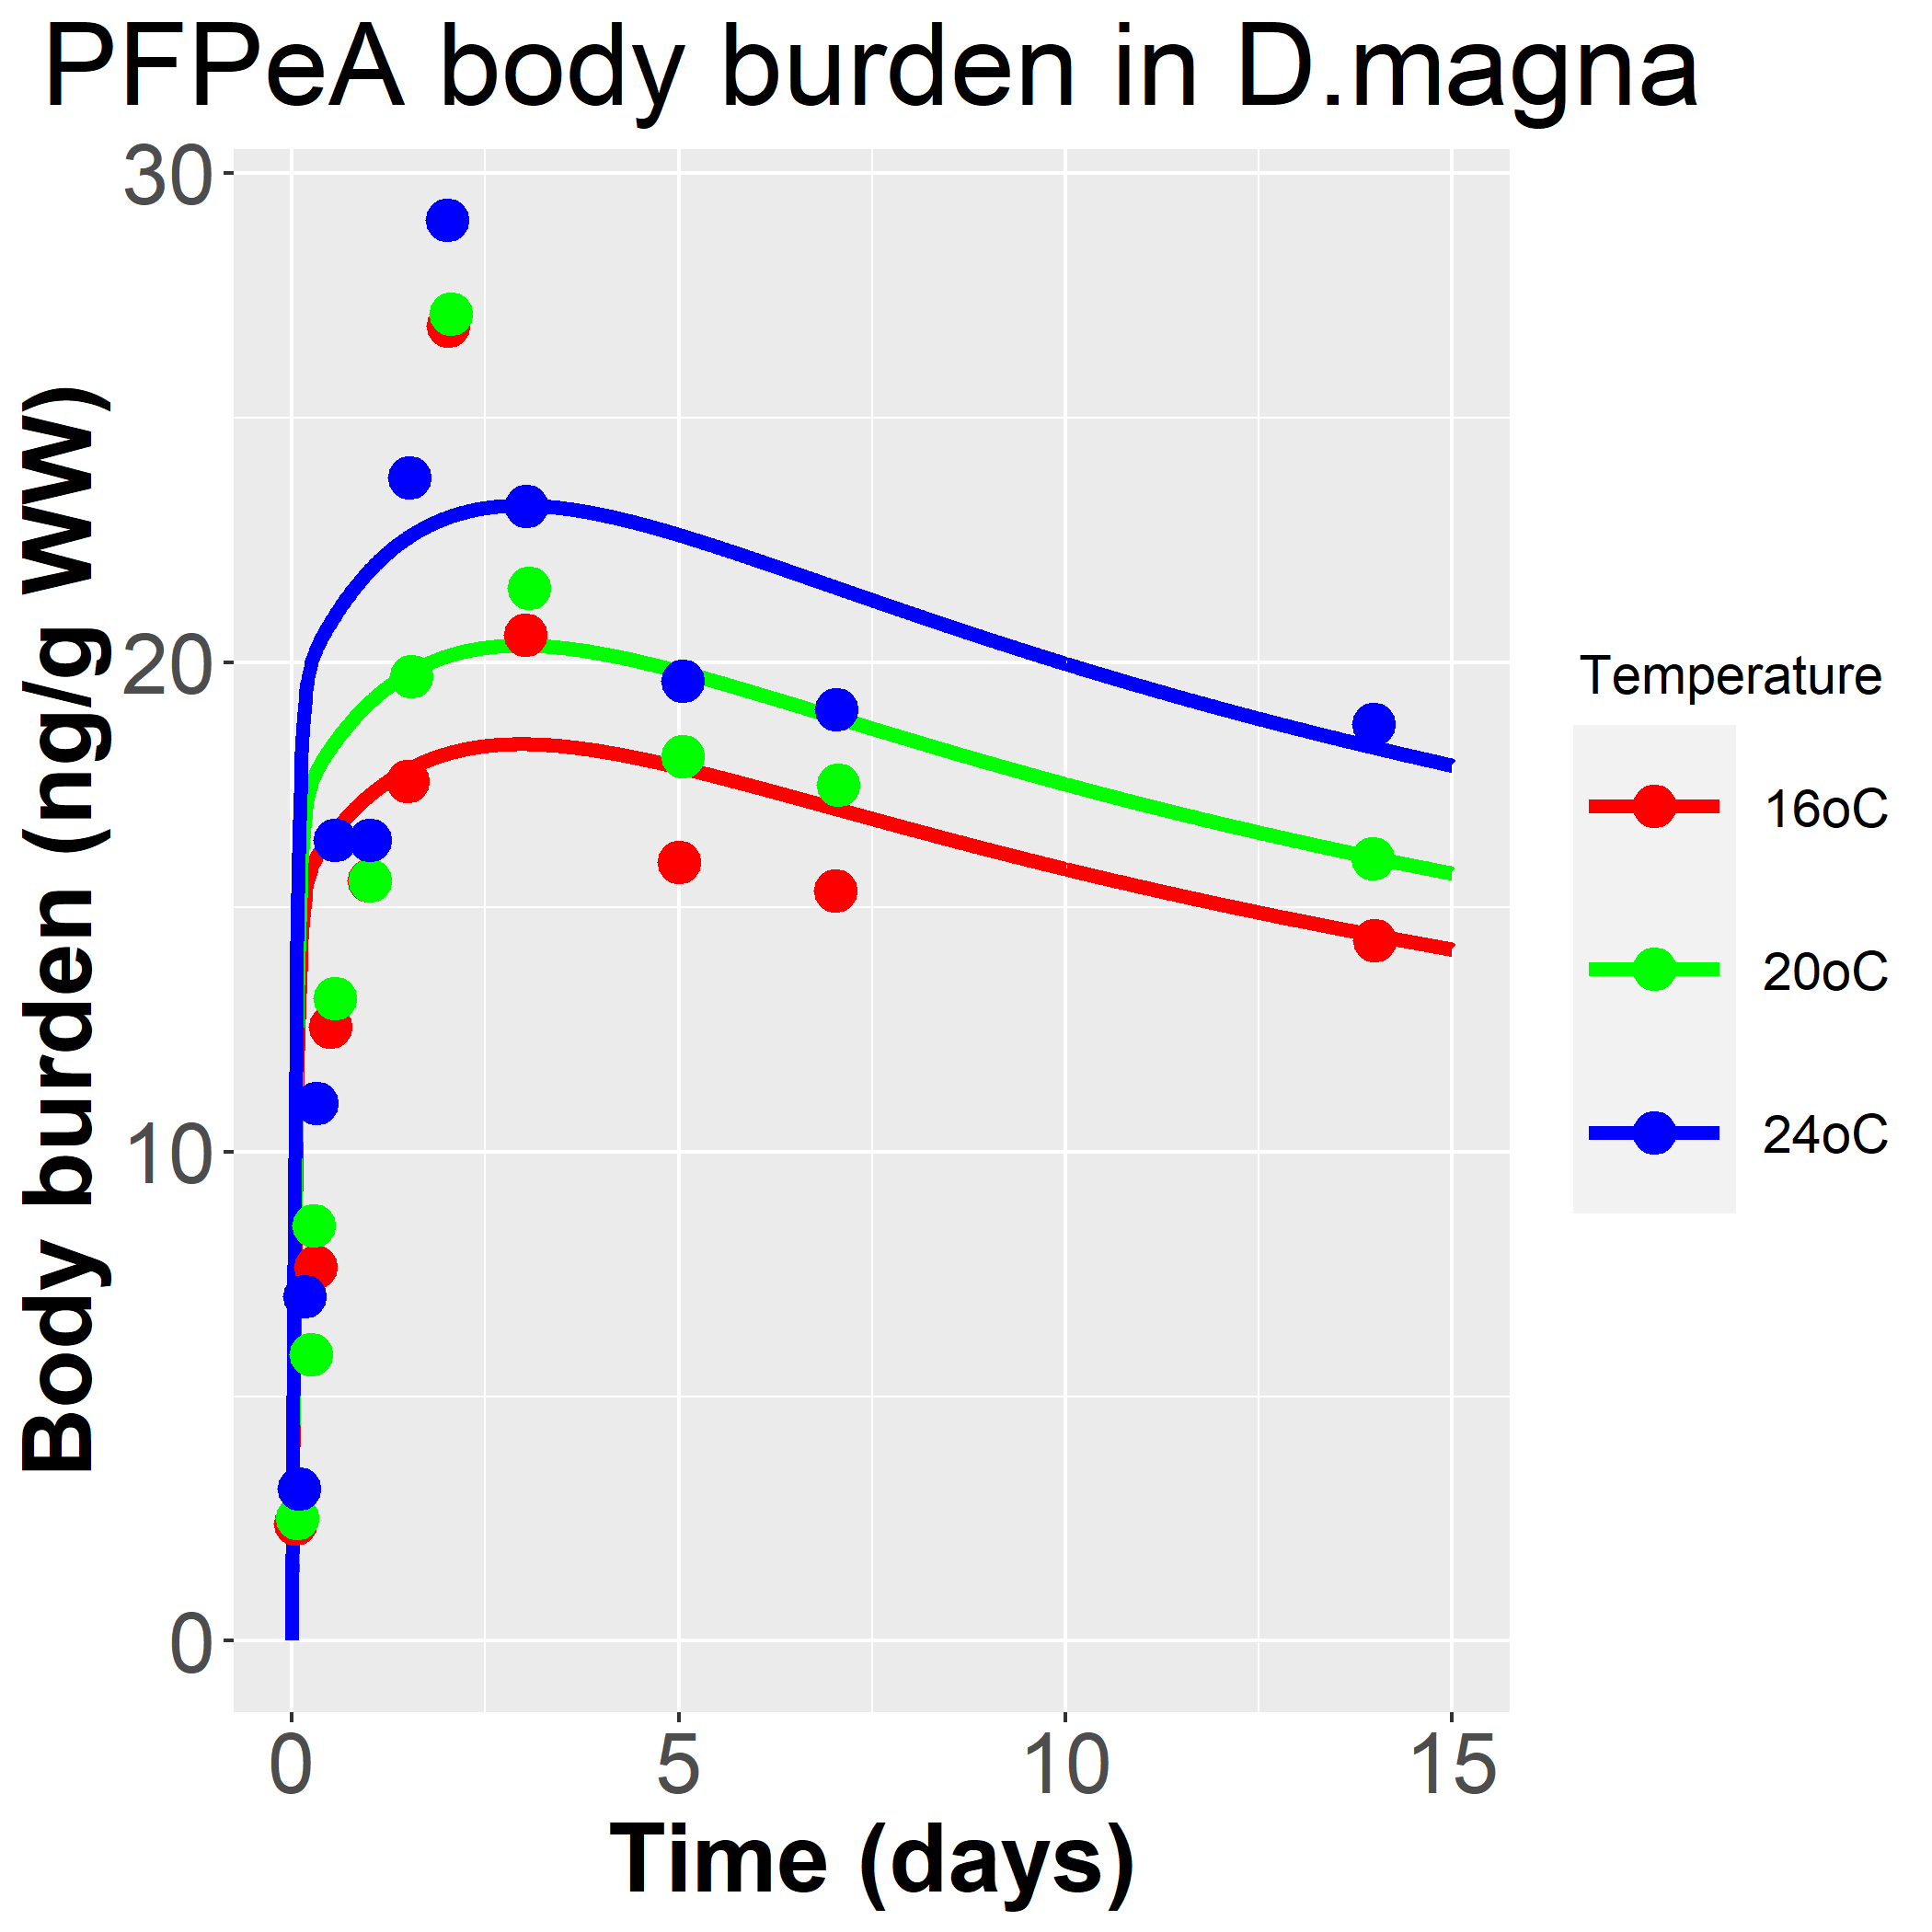 PFPeA body burden in D.magna
30
20
10
0
Body burden (ng/g WW)
0 5 10 15
Time (days)
Temperature
16oC
20oC
24oC